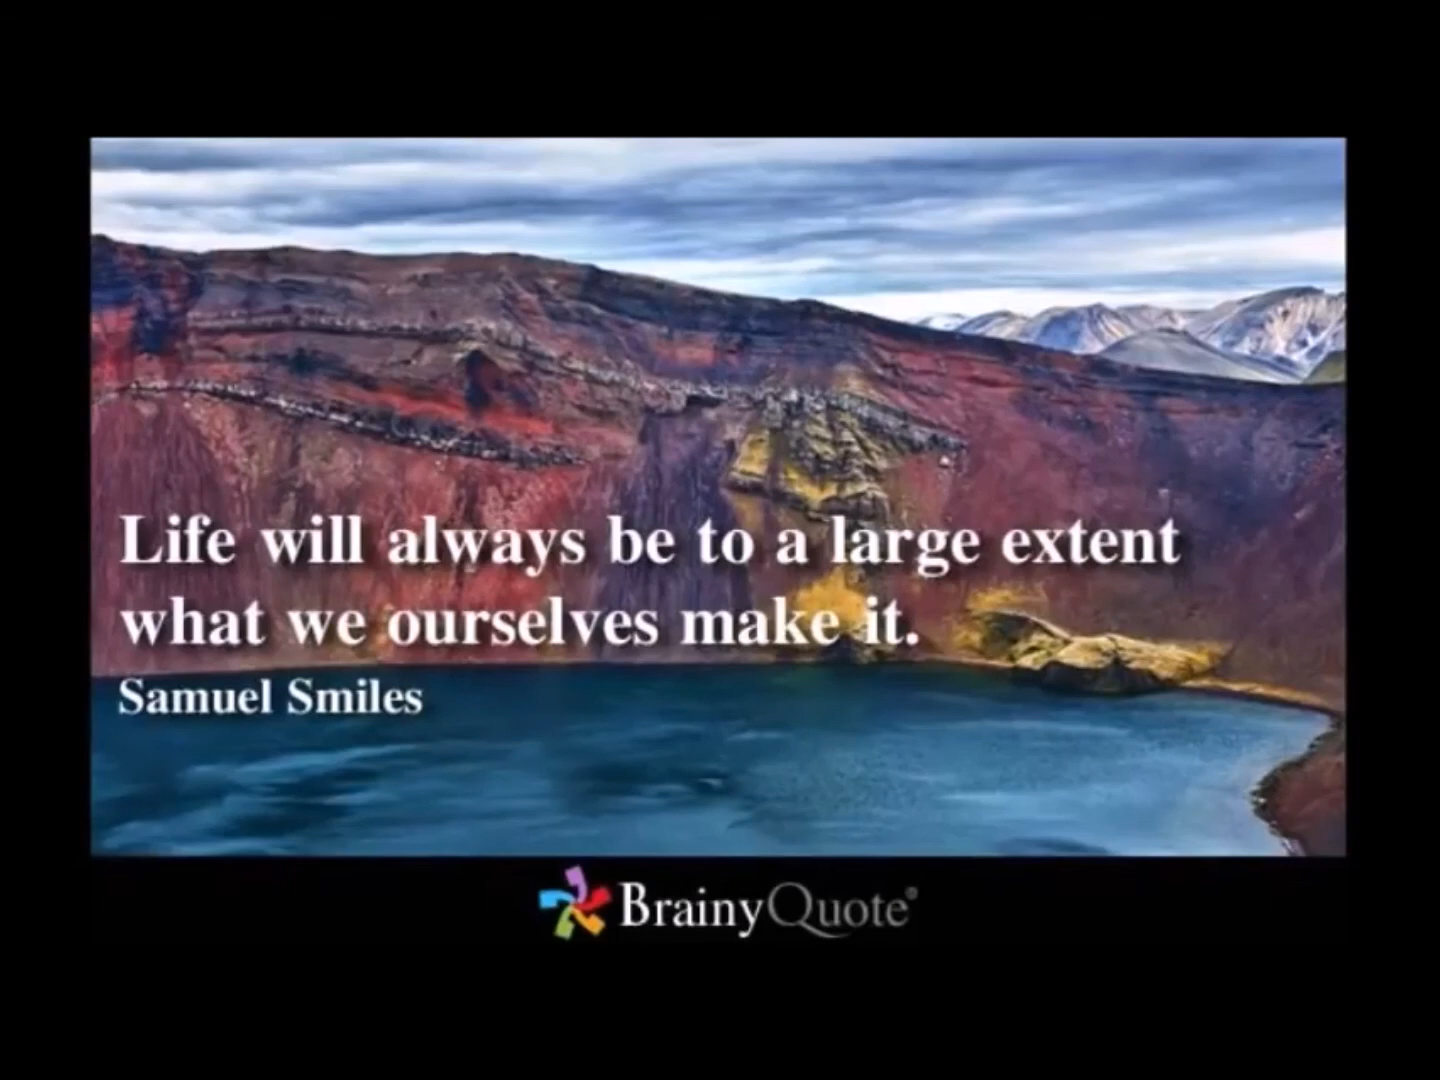 Life will always be to a large extent
what we ourselves make it.
Samuel Smiles
BrainyQuote®